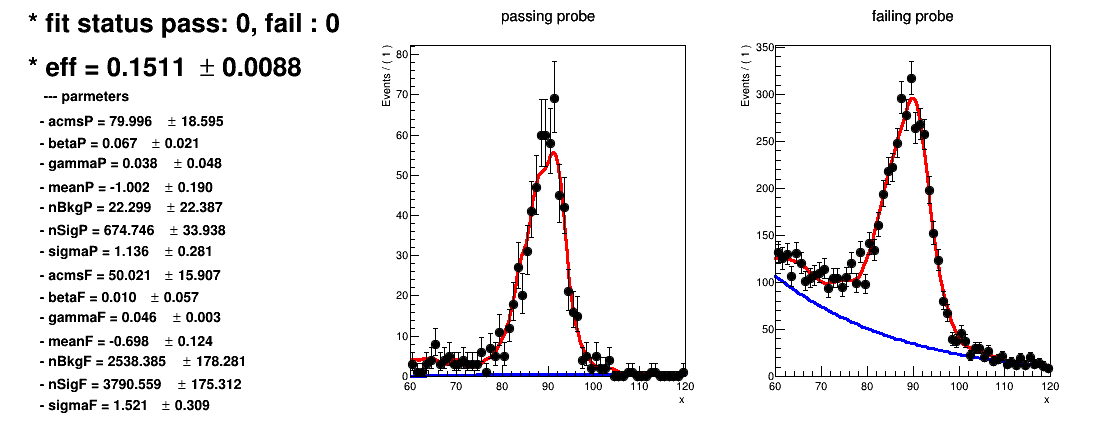 * fit status pass: 0, fail : 0
* eff = 0.1511 ± 0.0088
--- parmeters
- acmsP = 79.996 ± 18.595
- betaP = 0.067 ± 0.021
- gammaP = 0.038 ± 0.048
- meanP = -1.002 ± 0.190
- nBkgP = 22.299 ± 22.387
- nSigP = 674.746 ± 33.938
- sigmaP = 1.136 ± 0.281
- acmsF = 50.021 ± 15.907
- betaF = 0.010 ± 0.057
- gammaF = 0.046 ± 0.003
- meanF = -0.698 ± 0.124
- nBkgF = 2538.385 ± 178.281
- nSigF = 3790.559 ± 175.312
- sigmaF = 1.521 ± 0.309
passing probe
Events / ( 1 )
80
70
60
50
40
30
20
10
0
60 70 80 90 100 110 120
x
failing probe
Events / ( 1 )
350
300
250
200
150
100
50
0
60 70 80 90 100 110 120
x